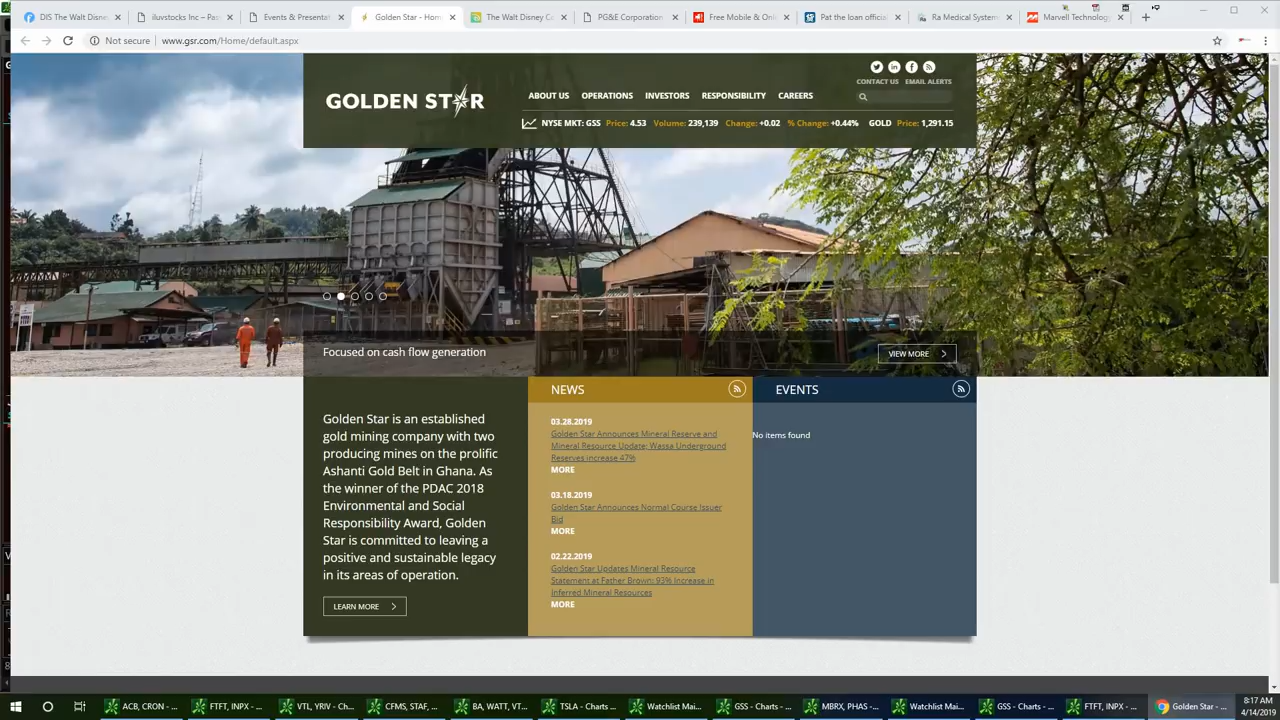 DIS The Walt Disne
iluvstocks Inc – Pas
Events & Presentat
Golden Star - Hom
The Walt Disney Co
PG&E Corporation
Free Mobile & Onli
Pat the loan officia
Ra Medical System
Marvell Technology
Not secure
www.gsr.com/Home/default.aspx
CONTACT US EMAIL ALERTS
GOLDEN STAR
ABOUT US OPERATIONS INVESTORS RESPONSIBILITY CAREERS
NYSE MKT: GSS Price: 4.53 Volume: 239,139 Change: +0.02 % Change: +0.44% GOLD Price: 1,291.15
Focused on cash flow generation
VIEW MORE
Golden Star is an established
gold mining company with two
producing mines on the prolific
Ashanti Gold Belt in Ghana. As
the winner of the PDAC 2018
Environmental and Social
Responsibility Award, Golden
Star is committed to leaving a
positive and sustainable legacy
in its areas of operation.
LEARN MORE
NEWS
03.28.2019
Golden Star Announces Mineral Reserve and
Mineral Resource Update; Wassa Underground
Reserves increase 47%
MORE
03.18.2019
Golden Star Announces Normal Course Issuer
Bid
MORE
02.22.2019
Golden Star Updates Mineral Resource
Statement at Father Brown: 93% Increase in
Inferred Mineral Resources
MORE
EVENTS
No items found
ACB, CRON - ...
FTFT, INPX - ...
VTL, YRIV - Ch...
CFMS, STAF, ...
BA, WATT, VT...
TSLA - Charts ...
Watchlist Mai...
GSS - Charts - ...
MBRX, PHAS - ...
Watchlist Mai...
GSS - Charts - ...
FTFT, INPX - ...
Golden Star - ...
8:17 AM
4/14/2019